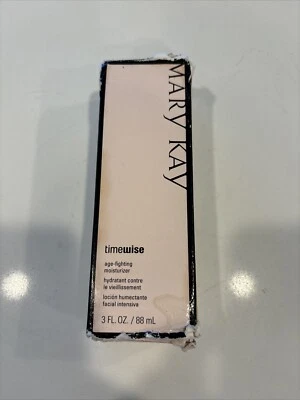 MARY KAY
timewise
age-fighting
moisturizer
hydratant contre
le vieillissement
loción humectante
facial intensiva
3 FL. OZ. / 88 mL